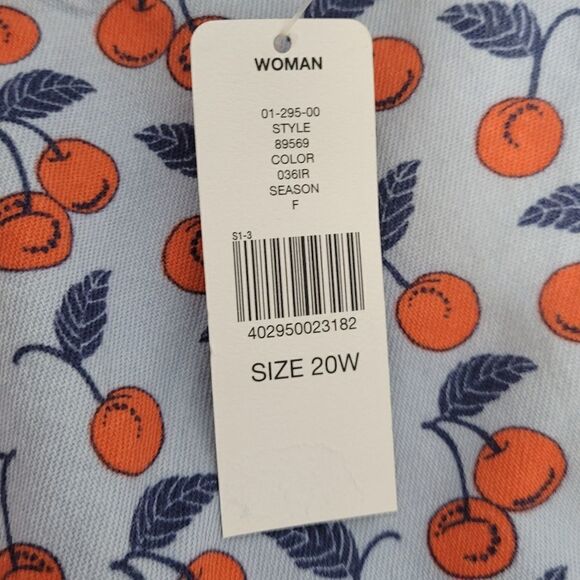 WOMAN
01-295-00
STYLE
89569
COLOR
036IR
SEASON
F
S1-3
402950023182
SIZE 20W